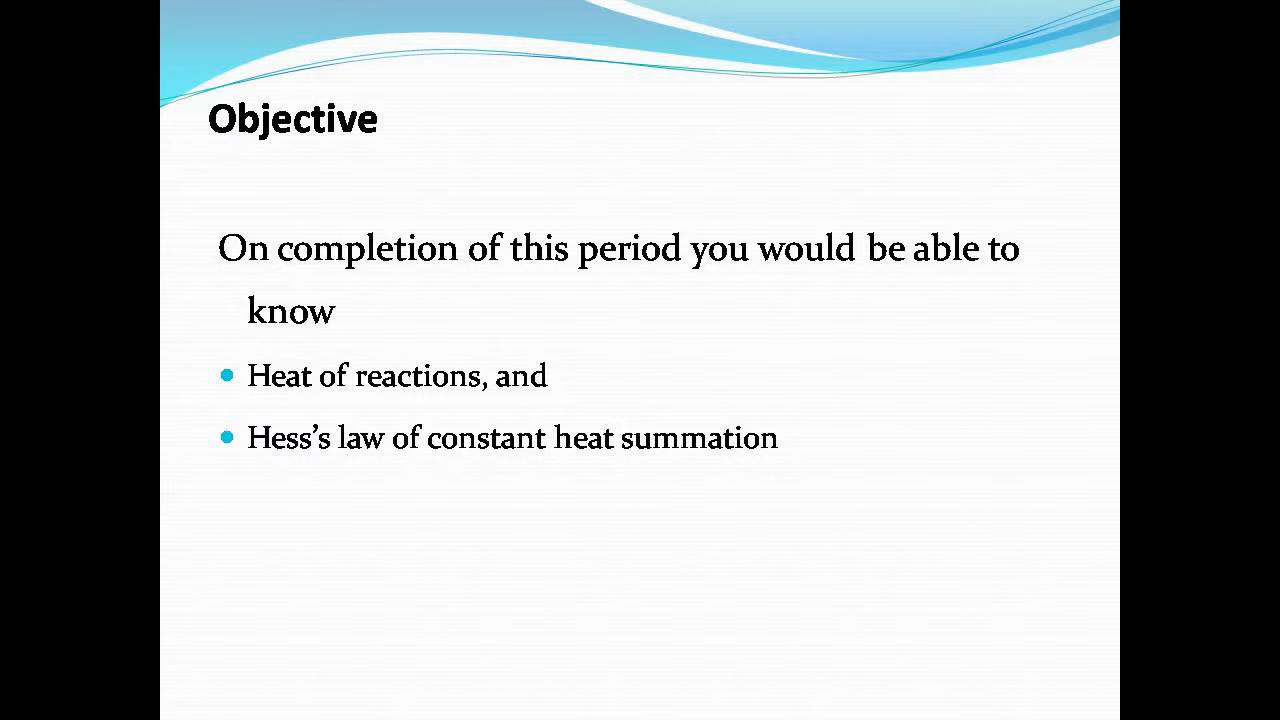 Objective
On completion of this period you would be able to
know
• Heat of reactions, and
• Hess’s law of constant heat summation